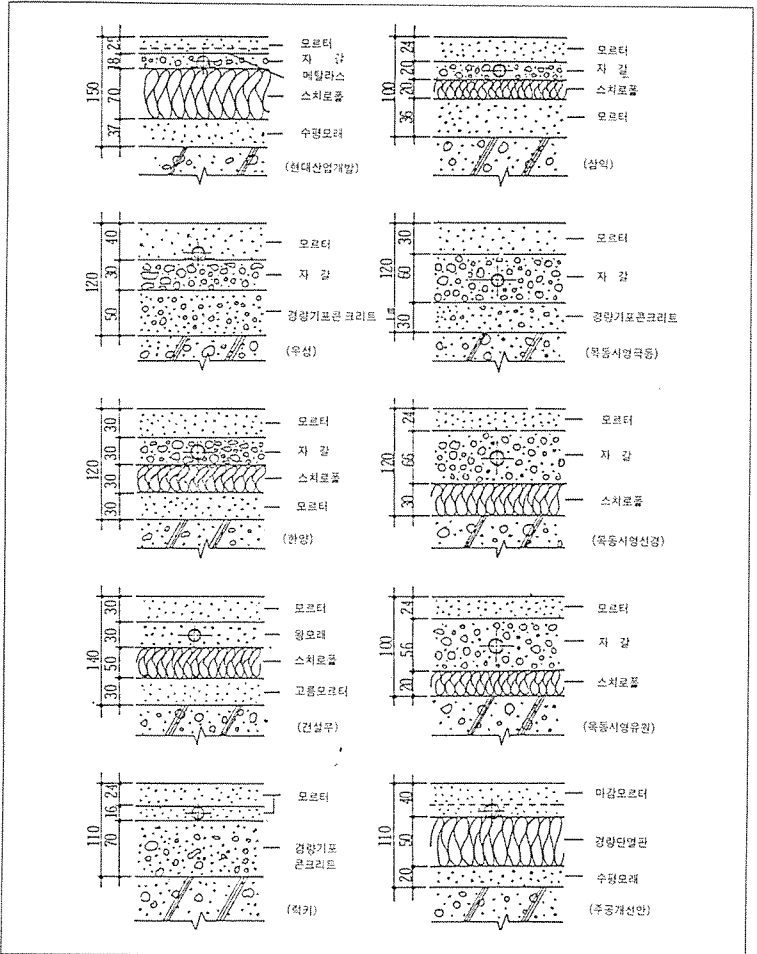 150
25
18
70
37
모르터
자 갈
메탈라스
스치로폴
수평모래
(현대산업개발)
100
24
20
20
36
모르터
자 갈
스치로폴
모르터
(삼익)
120
40
30
50
모르터
자 갈
경량기포콘크리트
(우성)
120
30
60
30
모르터
자 갈
경량기포콘크리트
(목동시영극동)
120
30
30
30
30
모르터
자 갈
스치로폴
모르터
(한양)
120
24
66
30
모르터
자 갈
스치로폴
(목동시영선경)
140
30
30
50
30
모르터
왕모래
스치로폴
고름모르터
(건설부)
100
24
56
20
모르터
자 갈
스치로폴
(목동시영유원)
110
24
16
70
모르터
경량기포
콘크리트
(럭키)
110
40
50
20
마감모르터
경량단열판
수평모래
(주공개선안)